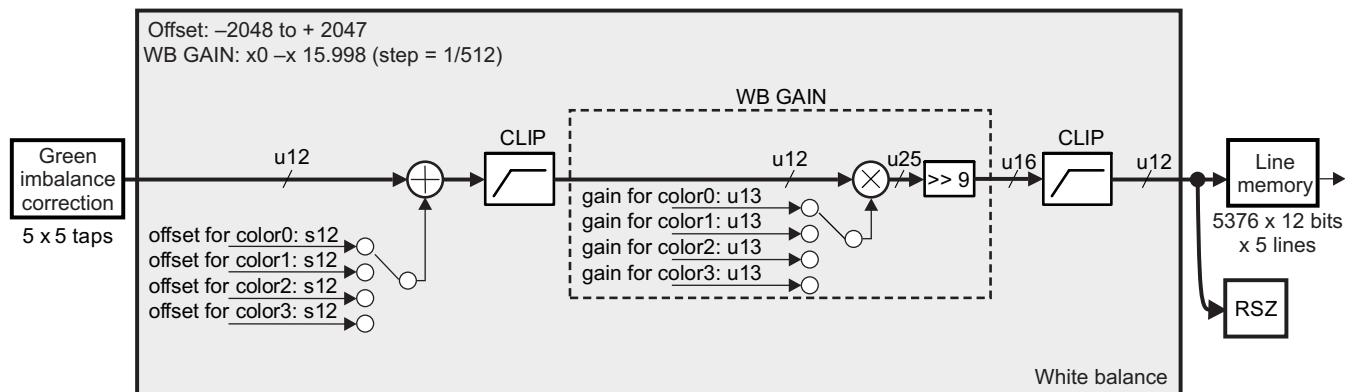 Offset: –2048 to + 2047
WB GAIN: x0 –x 15.998 (step = 1/512)
WB GAIN
Green
imbalance
correction
5 x 5 taps
u12
CLIP
u12
u25
>> 9
u16
CLIP
u12
Line
memory
5376 x 12 bits
x 5 lines
offset for color0: s12
offset for color1: s12
offset for color2: s12
offset for color3: s12
gain for color0: u13
gain for color1: u13
gain for color2: u13
gain for color3: u13
RSZ
White balance